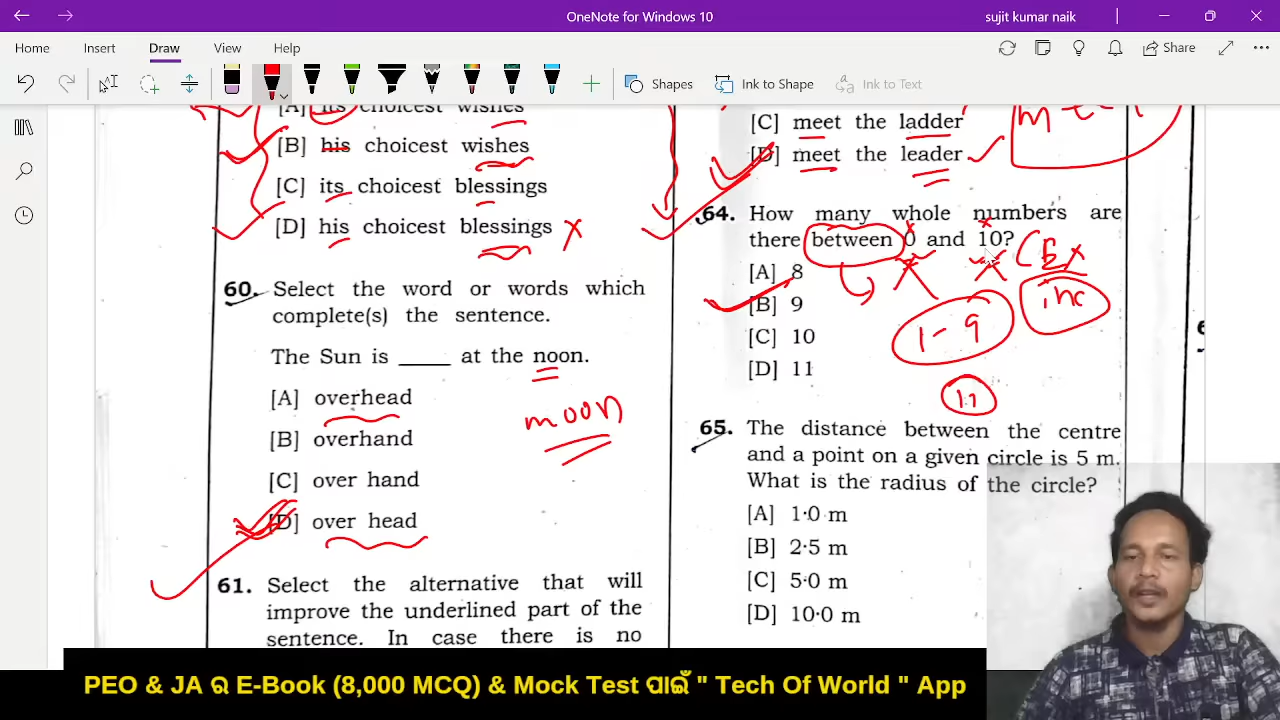 OneNote for Windows 10
sujit kumar naik
Home Insert Draw View Help
Share
Shapes
Ink to Shape
Ink to Text
[A] its choicest wishes
[B] his choicest wishes
[C] its choicest blessings
[D] his choicest blessings
60. Select the word or words which
complete(s) the sentence.
The Sun is ____ at the noon.
[A] overhead
[B] overhand
[C] over hand
[D] over head
moon
61. Select the alternative that will
improve the underlined part of the
sentence. In case there is no
[C] meet the ladder
[D] meet the leader
64. How many whole numbers are
there between 0 and 10?
[A] 8
[B] 9
[C] 10
[D] 11
Ex
inc
1-9
65. The distance between the centre
and a point on a given circle is 5 m.
What is the radius of the circle?
[A] 1·0 m
[B] 2·5 m
[C] 5·0 m
[D] 10·0 m
PEO & JA ର E-Book (8,000 MCQ) & Mock Test ପାଇଁ " Tech Of World " App